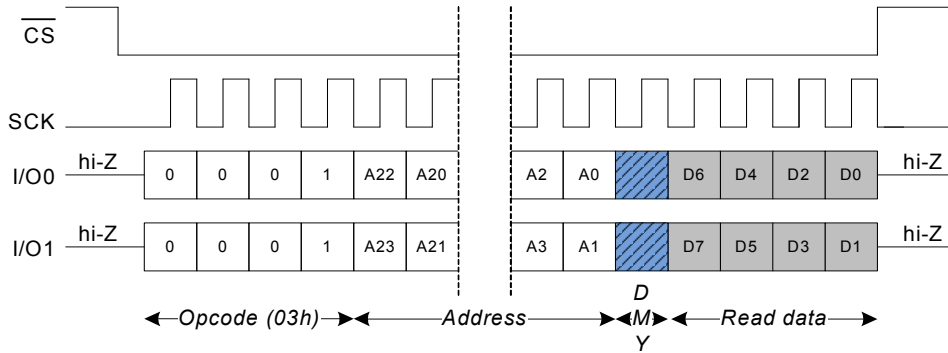 CS
SCK
I/O0 hi-Z 0 0 0 1 A22 A20 A2 A0 D6 D4 D2 D0 hi-Z
I/O1 hi-Z 0 0 0 1 A23 A21 A3 A1 D7 D5 D3 D1 hi-Z
Opcode (03h) Address D M Y Read data